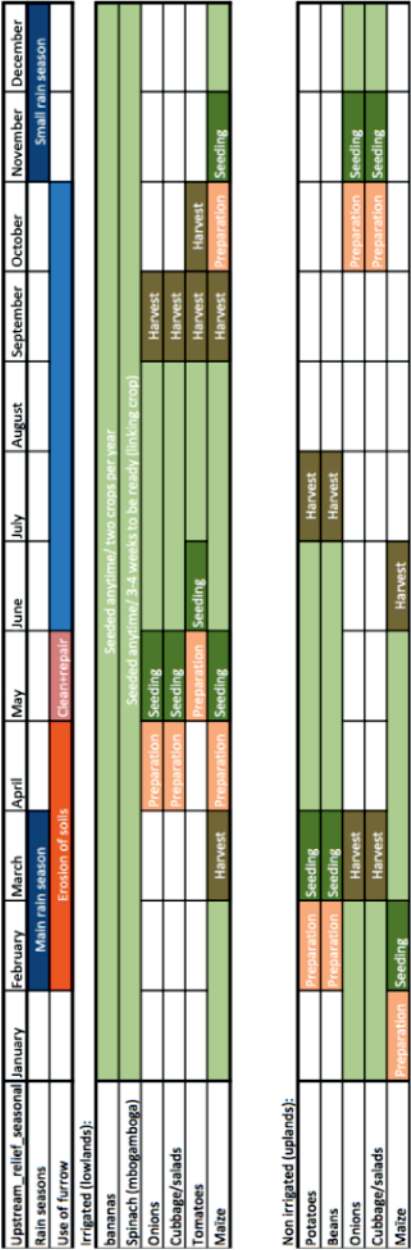 Upstream_relief_seasonal January February March April May June July August September October November December
Rain seasons Main rain season Small rain season
Use of furrow Erosion of soils Clean+repair
Irrigated (lowlands):
bananas Seeded anytime/ two crops per year
Spinach (mbogamboga) Seeded anytime/ 3-4 weeks to be ready (linking crop)
Onions Preparation Seeding Harvest
Cubbage/salads Preparation Seeding Harvest
Tomatoes Preparation Seeding Harvest Harvest
Maïze Harvest Preparation Seeding Harvest Preparation Seeding
Non irrigated (uplands):
Potatoes Preparation Seeding Harvest
Beans Preparation Seeding Harvest
Onions Harvest Preparation Seeding
Cubbage/salads Harvest Preparation Seeding
Maïze Preparation Seeding Harvest